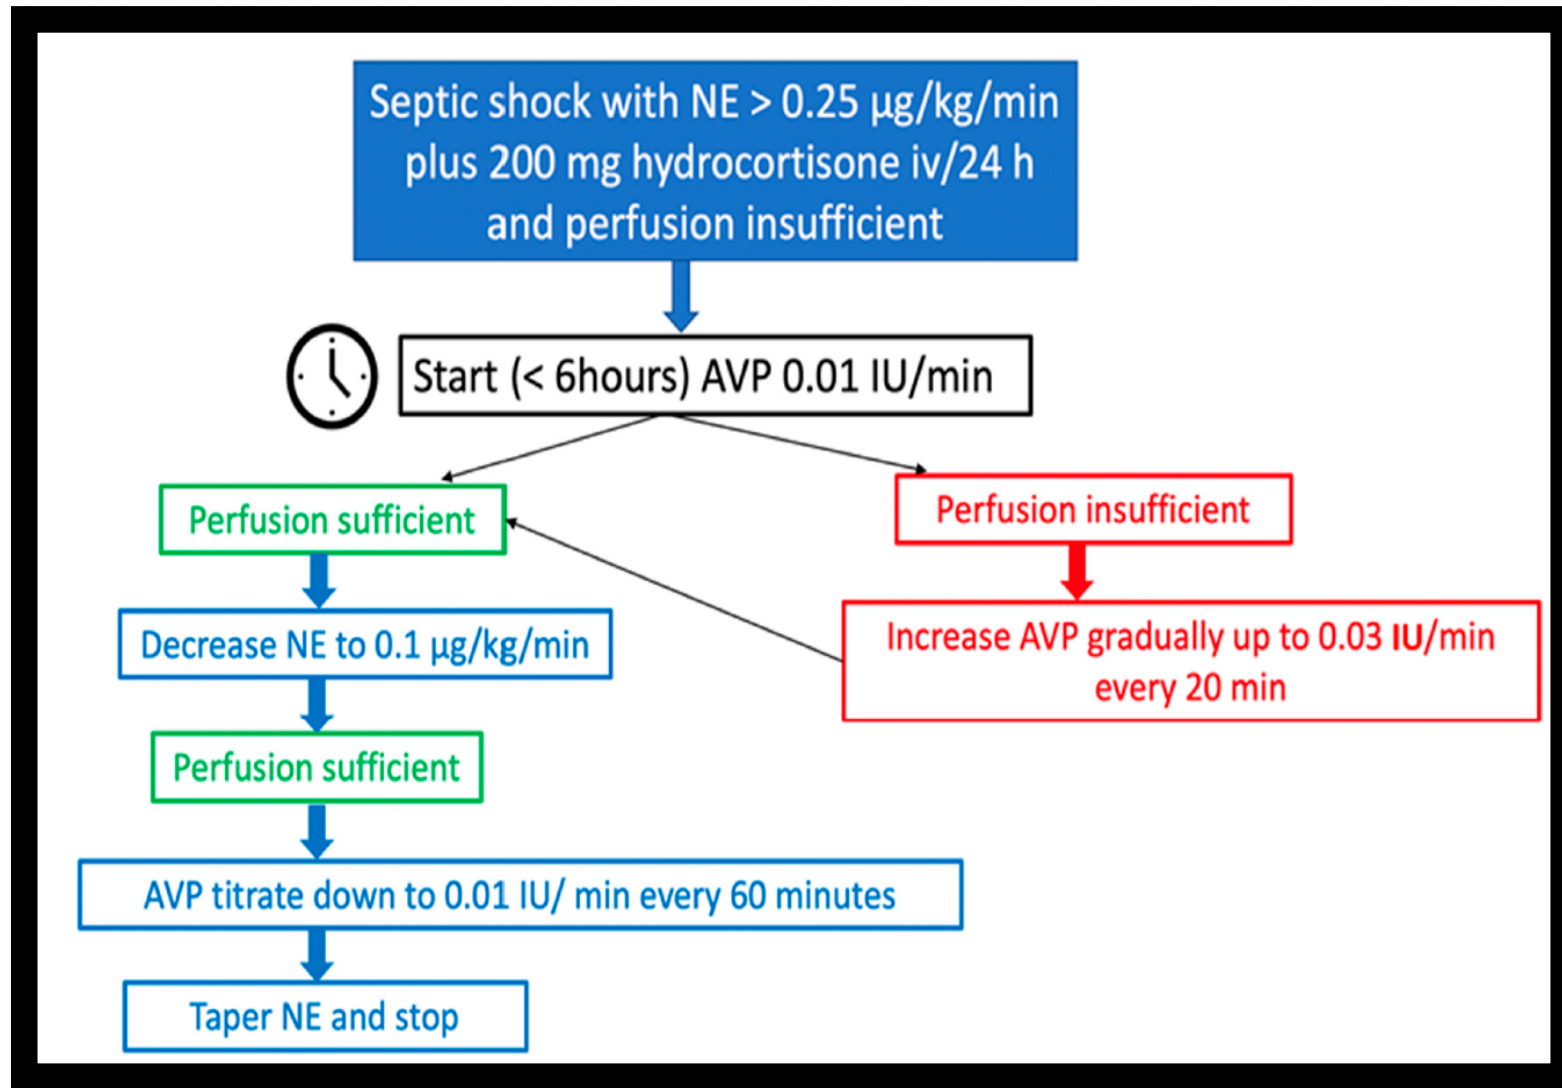 Septic shock with NE > 0.25 µg/kg/min
plus 200 mg hydrocortisone iv/24 h
and perfusion insufficient
Start (< 6hours) AVP 0.01 IU/min
Perfusion sufficient
Perfusion insufficient
Decrease NE to 0.1 µg/kg/min
Increase AVP gradually up to 0.03 IU/min
every 20 min
Perfusion sufficient
AVP titrate down to 0.01 IU/ min every 60 minutes
Taper NE and stop